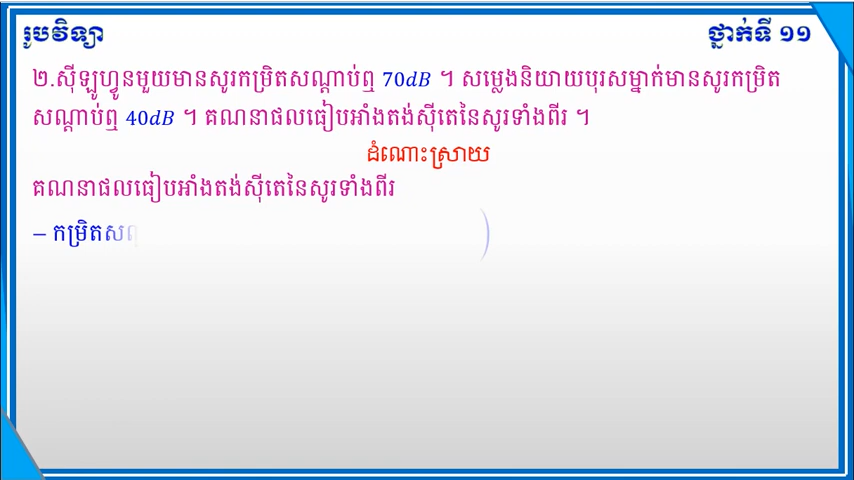 រូបវិទ្យា
ថ្នាក់ទី ១១
២.ស៊ីឡូហ្វូនមួយមានសូរកម្រិតសណ្តាប់ឮ 70dB ។ សម្លេងនិយាយបុរសម្នាក់មានសូរកម្រិត
សណ្តាប់ឮ 40dB ។ គណនាផលធៀបអាំងតង់ស៊ីតេនៃសូរទាំងពីរ ។
ដំណោះស្រាយ
គណនាផលធៀបអាំងតង់ស៊ីតេនៃសូរទាំងពីរ
– កម្រិត )